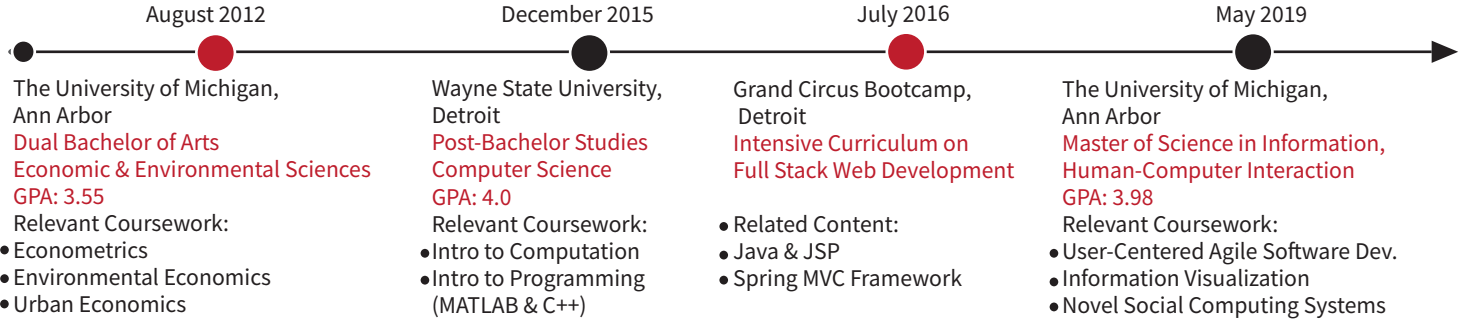 August 2012
The University of Michigan,
Ann Arbor
Dual Bachelor of Arts
Economic & Environmental Sciences
GPA: 3.55
Relevant Coursework:
• Econometrics
• Environmental Economics
• Urban Economics
December 2015
Wayne State University,
Detroit
Post-Bachelor Studies
Computer Science
GPA: 4.0
Relevant Coursework:
• Intro to Computation
• Intro to Programming
(MATLAB & C++)
July 2016
Grand Circus Bootcamp,
Detroit
Intensive Curriculum on
Full Stack Web Development
• Related Content:
• Java & JSP
• Spring MVC Framework
May 2019
The University of Michigan,
Ann Arbor
Master of Science in Information,
Human-Computer Interaction
GPA: 3.98
Relevant Coursework:
• User-Centered Agile Software Dev.
• Information Visualization
• Novel Social Computing Systems